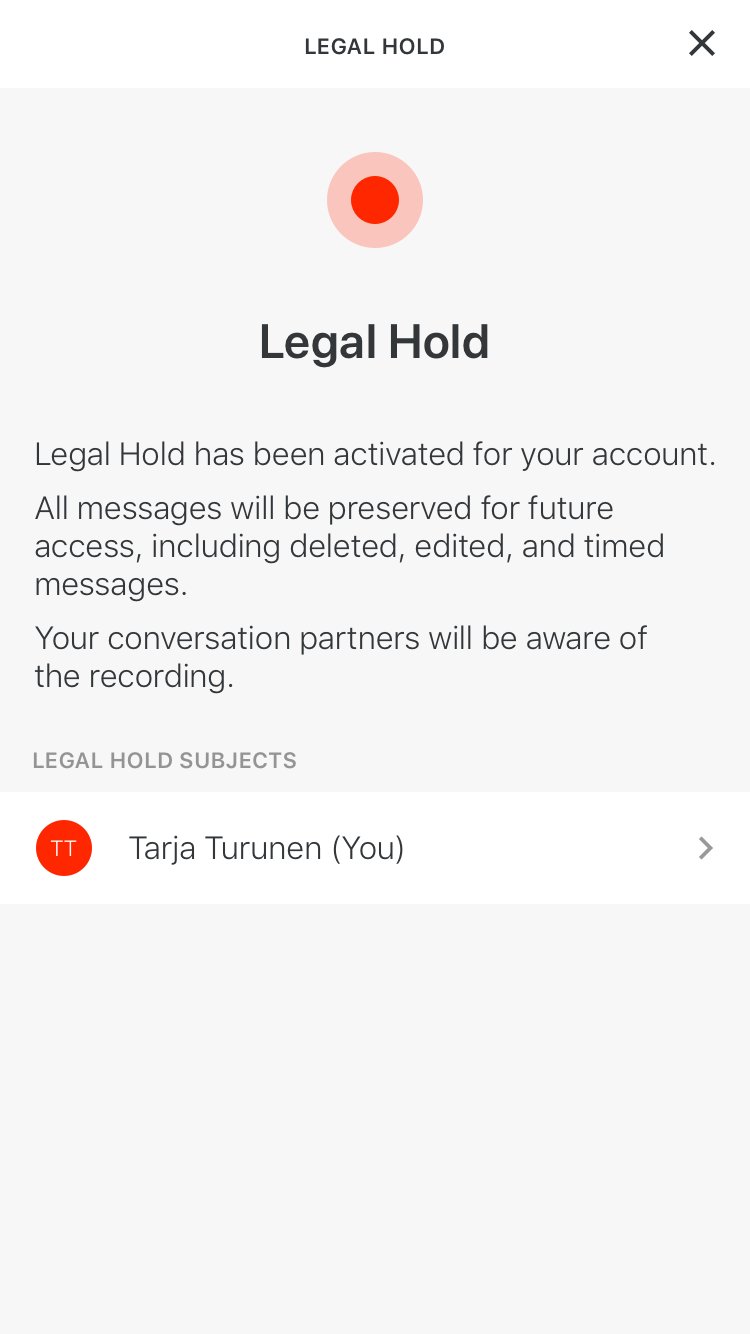 LEGAL HOLD
Legal Hold
Legal Hold has been activated for your account.
All messages will be preserved for future
access, including deleted, edited, and timed
messages.
Your conversation partners will be aware of
the recording.
LEGAL HOLD SUBJECTS
TT Tarja Turunen (You)